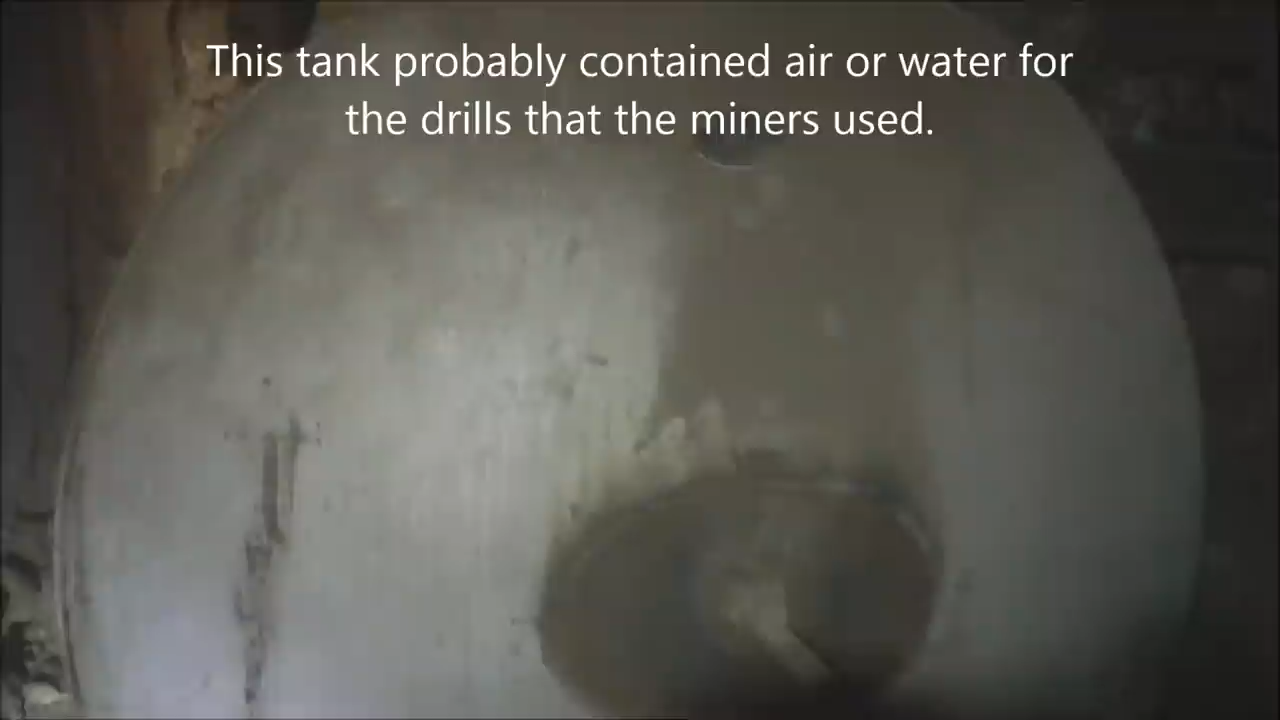 This tank probably contained air or water for
the drills that the miners used.